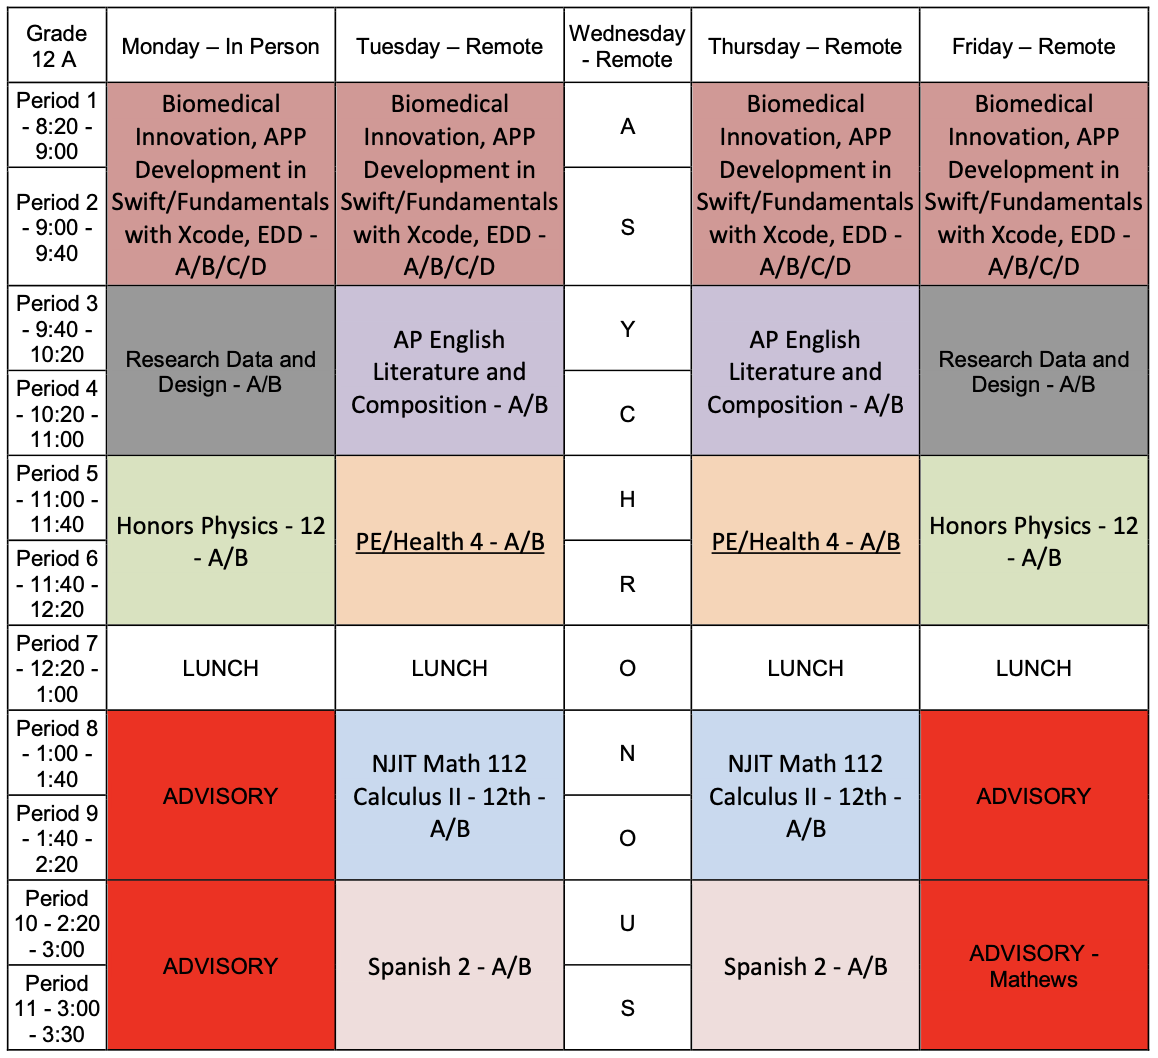 Grade
12 A
Monday – In Person
Tuesday – Remote
Wednesday
- Remote
Thursday – Remote
Friday – Remote
Period 1
- 8:20 -
9:00
Biomedical
Innovation, APP
Development in
Swift/Fundamentals
with Xcode, EDD -
A/B/C/D
Biomedical
Innovation, APP
Development in
Swift/Fundamentals
with Xcode, EDD -
A/B/C/D
A
Biomedical
Innovation, APP
Development in
Swift/Fundamentals
with Xcode, EDD -
A/B/C/D
Biomedical
Innovation, APP
Development in
Swift/Fundamentals
with Xcode, EDD -
A/B/C/D
Period 2
- 9:00 -
9:40
S
Period 3
- 9:40 -
10:20
Research Data and
Design - A/B
AP English
Literature and
Composition - A/B
Y
AP English
Literature and
Composition - A/B
Research Data and
Design - A/B
Period 4
- 10:20 -
11:00
C
Period 5
- 11:00 -
11:40
Honors Physics - 12
- A/B
PE/Health 4 - A/B
H
PE/Health 4 - A/B
Honors Physics - 12
- A/B
Period 6
- 11:40 -
12:20
R
Period 7
- 12:20 -
1:00
LUNCH
LUNCH
O
LUNCH
LUNCH
Period 8
- 1:00 -
1:40
ADVISORY
NJIT Math 112
Calculus II - 12th -
A/B
N
NJIT Math 112
Calculus II - 12th -
A/B
ADVISORY
Period 9
- 1:40 -
2:20
O
Period
10 - 2:20
- 3:00
ADVISORY
Spanish 2 - A/B
U
Spanish 2 - A/B
ADVISORY -
Mathews
Period
11 - 3:00
- 3:30
S